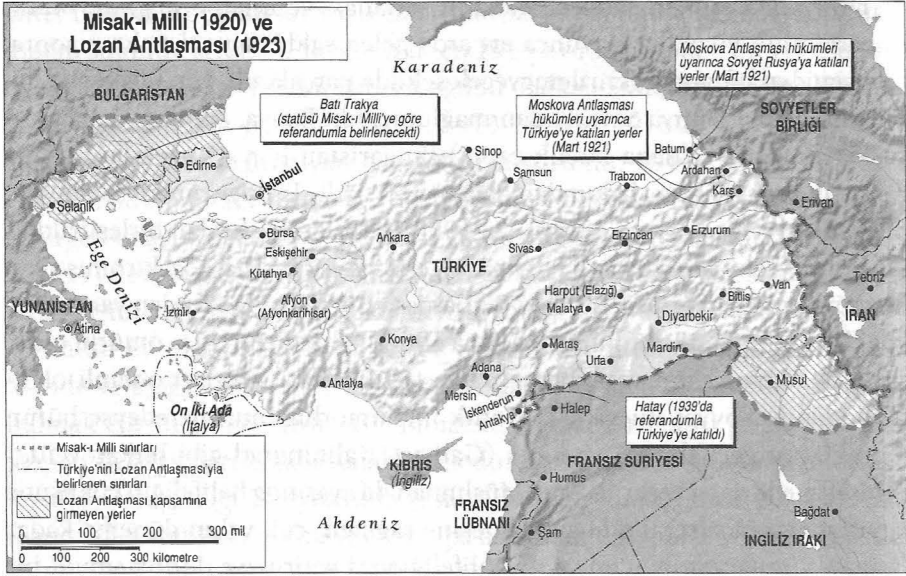 Misak-ı Milli (1920) ve
Lozan Antlaşması (1923)
Karadeniz
Moskova Antlaşması hükümleri
uyarınca Sovyet Rusya'ya katılan
yerler (Mart 1921)
BULGARİSTAN
Batı Trakya
(statüsü Misak-ı Milli'ye göre
referandumla belirlenecekti)
Moskova Antlaşması
hükümleri uyarınca
Türkiye'ye katılan yerler
(Mart 1921)
SOVYETLER
BİRLİĞİ
Edirne
İstanbul
Sinop
Samsun
Trabzon
Batum
Ardahan
Kars
Erivan
Selanik
Ege Denizi
Bursa
Eskişehir
Kütahya
Ankara
Sivas
Erzincan
Erzurum
TÜRKİYE
YUNANİSTAN
Atina
İzmir
Afyon
(Afyonkarihisar)
Harput (Elazığ)
Malatya
Bitlis
Van
Tebriz
İRAN
Diyarbekir
Konya
Maraş
Urfa
Mardin
Musul
Antalya
Adana
Mersin
İskenderun
Antakya
Halep
On İki Ada
(İtalya)
Hatay (1939'da
referandumla
Türkiye'ye katıldı)
KIBRIS
(İngiliz)
FRANSIZ SURİYESİ
Humus
FRANSIZ
LÜBNANI
Şam
Akdeniz
Bağdat
İNGİLİZ IRAKI
Misak-ı Milli sınırları
Türkiye'nin Lozan Antlaşması'yla
belirlenen sınırları
Lozan Antlaşması kapsamına
girmeyen yerler
0 100 200 300 mil
0 100 200 300 kilometre